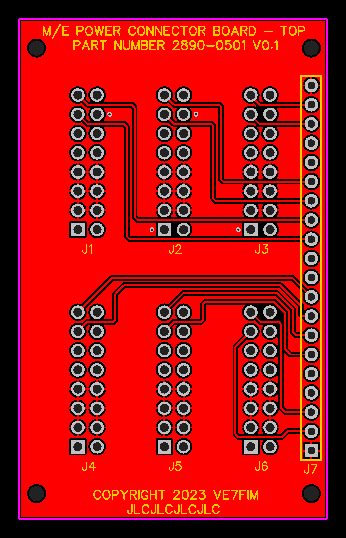 M/E POWER CONNECTOR BOARD - TOP
PART NUMBER 2890-0501 V0.1
J1
J2
J3
J4
J5
J6
J7
COPYRIGHT 2023 VE7FIM
JLCJLCJLCJLC